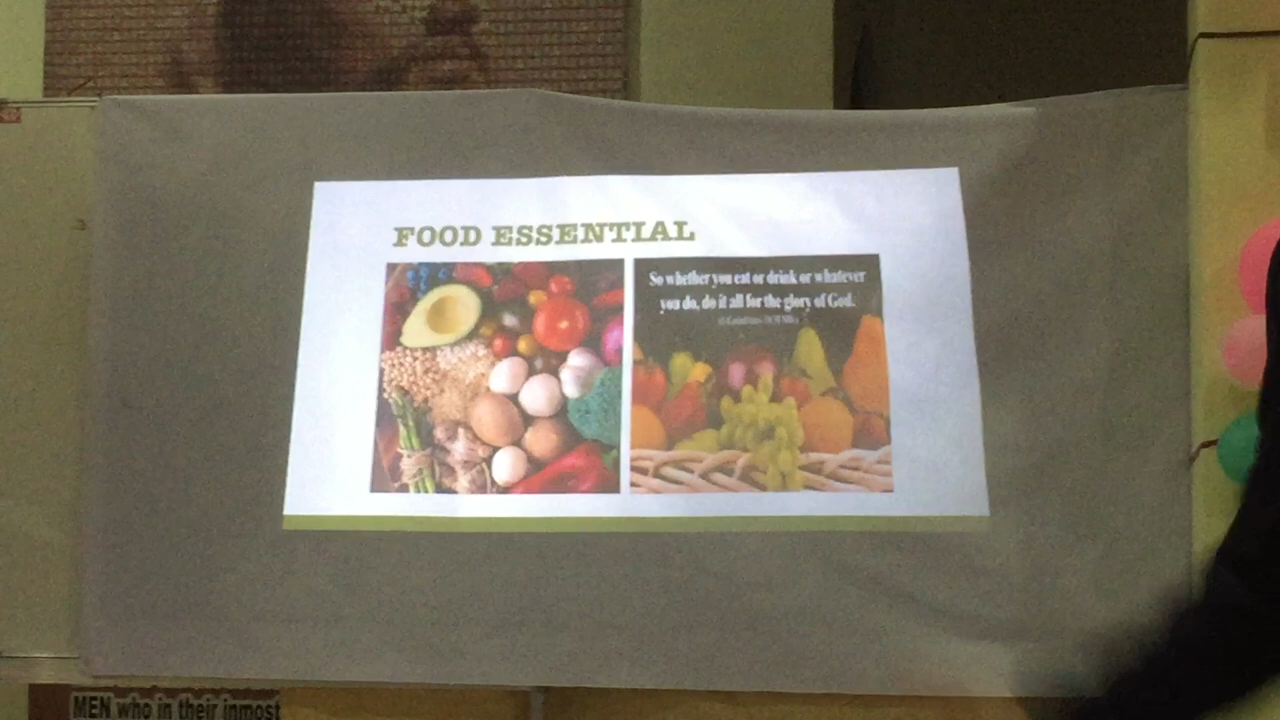 FOOD ESSENTIAL
So whether you eat or drink or whatever
you do, do it all for the glory of God.
MEN who in their inmost